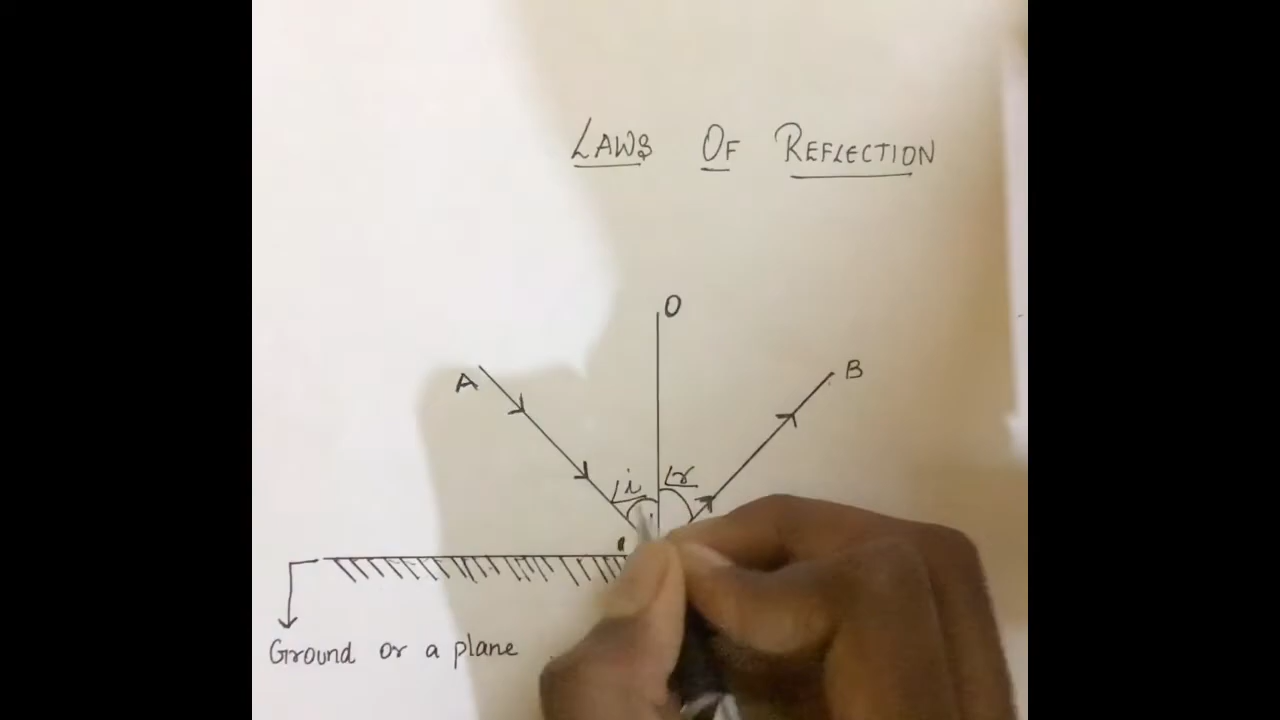 LAWS OF REFLECTION
O
A
B
∠i ∠r
Ground or a plane